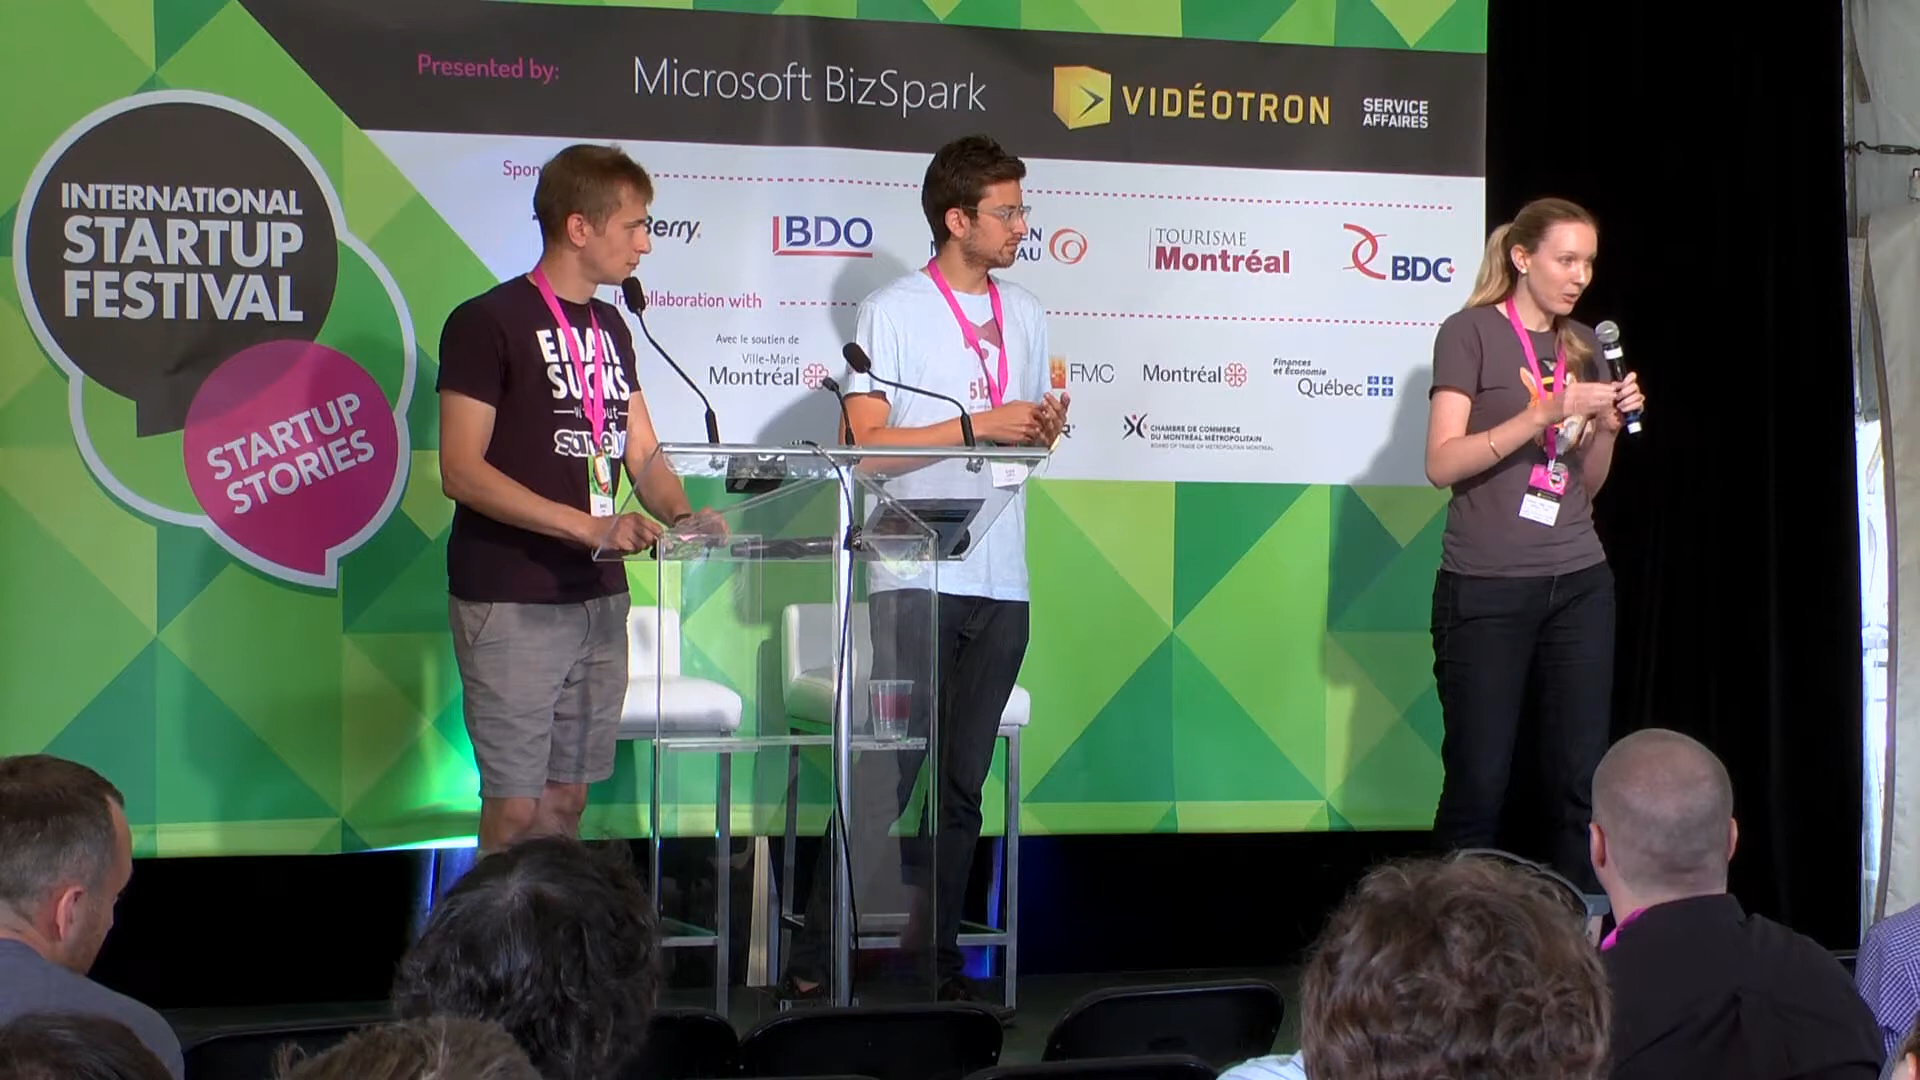 Presented by:
Microsoft BizSpark
VIDÉOTRON
SERVICE
AFFAIRES
INTERNATIONAL
STARTUP
FESTIVAL
STARTUP
STORIES
BDO
TOURISME
Montréal
BDC
collaboration with
Avec le soutien de
Ville-Marie
Montréal
FMC
Montréal
Finances
et Économie
Québec
CHAMBRE DE COMMERCE
DU MONTRÉAL MÉTROPOLITAIN
BOARD OF TRADE OF METROPOLITAN MONTREAL
EMAIL
SUCKS